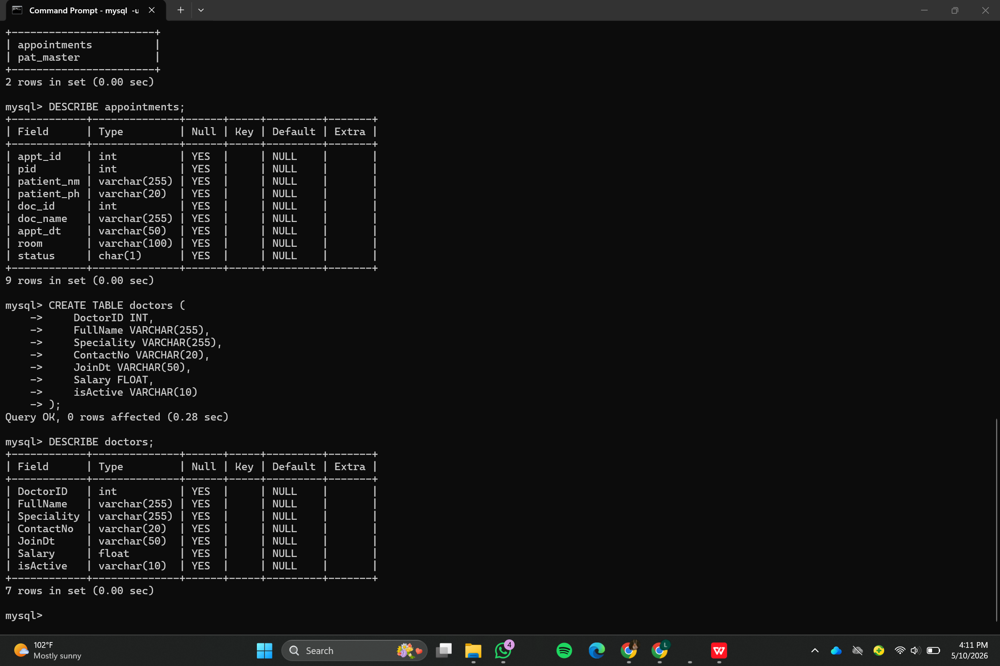 Command Prompt - mysql  -u
+-----------------------+
| appointments          |
| pat_master            |
+-----------------------+
2 rows in set (0.00 sec)

mysql> DESCRIBE appointments;
+------------+--------------+------+-----+---------+-------+
| Field      | Type         | Null | Key | Default | Extra |
+------------+--------------+------+-----+---------+-------+
| appt_id    | int          | YES  |     | NULL    |       |
| pid        | int          | YES  |     | NULL    |       |
| patient_nm | varchar(255) | YES  |     | NULL    |       |
| patient_ph | varchar(20)  | YES  |     | NULL    |       |
| doc_id     | int          | YES  |     | NULL    |       |
| doc_name   | varchar(255) | YES  |     | NULL    |       |
| appt_dt    | varchar(50)  | YES  |     | NULL    |       |
| room       | varchar(100) | YES  |     | NULL    |       |
| status     | char(1)      | YES  |     | NULL    |       |
+------------+--------------+------+-----+---------+-------+
9 rows in set (0.00 sec)

mysql> CREATE TABLE doctors (
    ->     DoctorID INT,
    ->     FullName VARCHAR(255),
    ->     Speciality VARCHAR(255),
    ->     ContactNo VARCHAR(20),
    ->     JoinDt VARCHAR(50),
    ->     Salary FLOAT,
    ->     isActive VARCHAR(10)
    -> );
Query OK, 0 rows affected (0.28 sec)

mysql> DESCRIBE doctors;
+------------+--------------+------+-----+---------+-------+
| Field      | Type         | Null | Key | Default | Extra |
+------------+--------------+------+-----+---------+-------+
| DoctorID   | int          | YES  |     | NULL    |       |
| FullName   | varchar(255) | YES  |     | NULL    |       |
| Speciality | varchar(255) | YES  |     | NULL    |       |
| ContactNo  | varchar(20)  | YES  |     | NULL    |       |
| JoinDt     | varchar(50)  | YES  |     | NULL    |       |
| Salary     | float        | YES  |     | NULL    |       |
| isActive   | varchar(10)  | YES  |     | NULL    |       |
+------------+--------------+------+-----+---------+-------+
7 rows in set (0.00 sec)

mysql>
102°F
Mostly sunny
Search
4
L
W
4:11 PM
5/10/2026